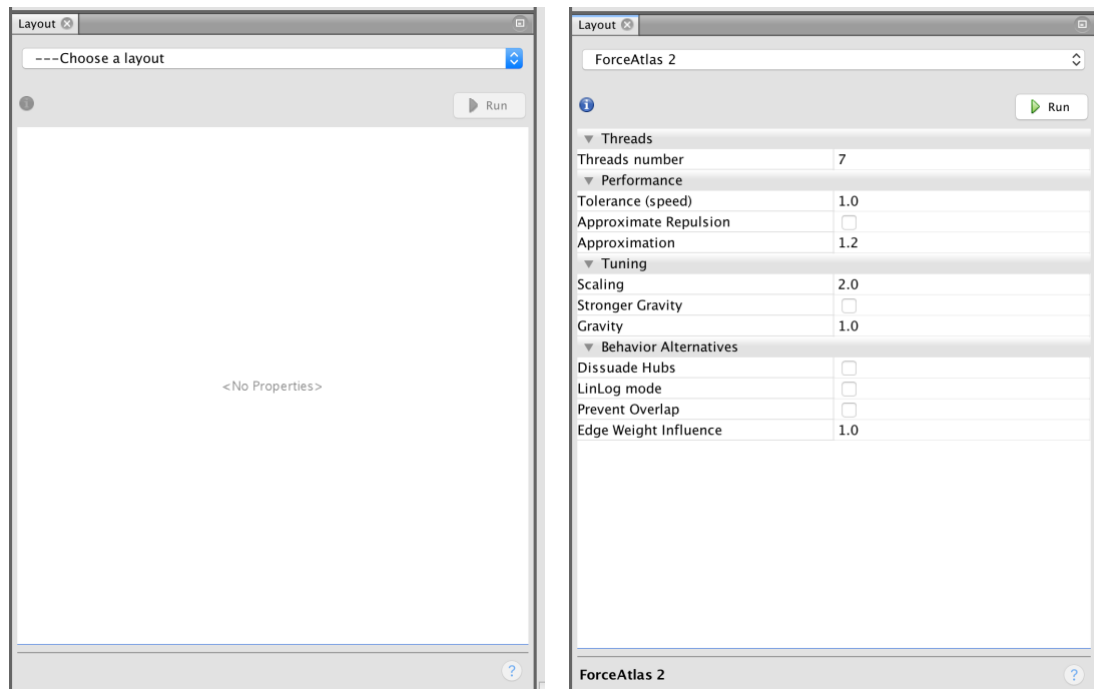 Layout
---Choose a layout
Run
<No Properties>
?
Layout
ForceAtlas 2
i
Run
Threads
Threads number 7
Performance
Tolerance (speed) 1.0
Approximate Repulsion
Approximation 1.2
Tuning
Scaling 2.0
Stronger Gravity
Gravity 1.0
Behavior Alternatives
Dissuade Hubs
LinLog mode
Prevent Overlap
Edge Weight Influence 1.0
ForceAtlas 2
?